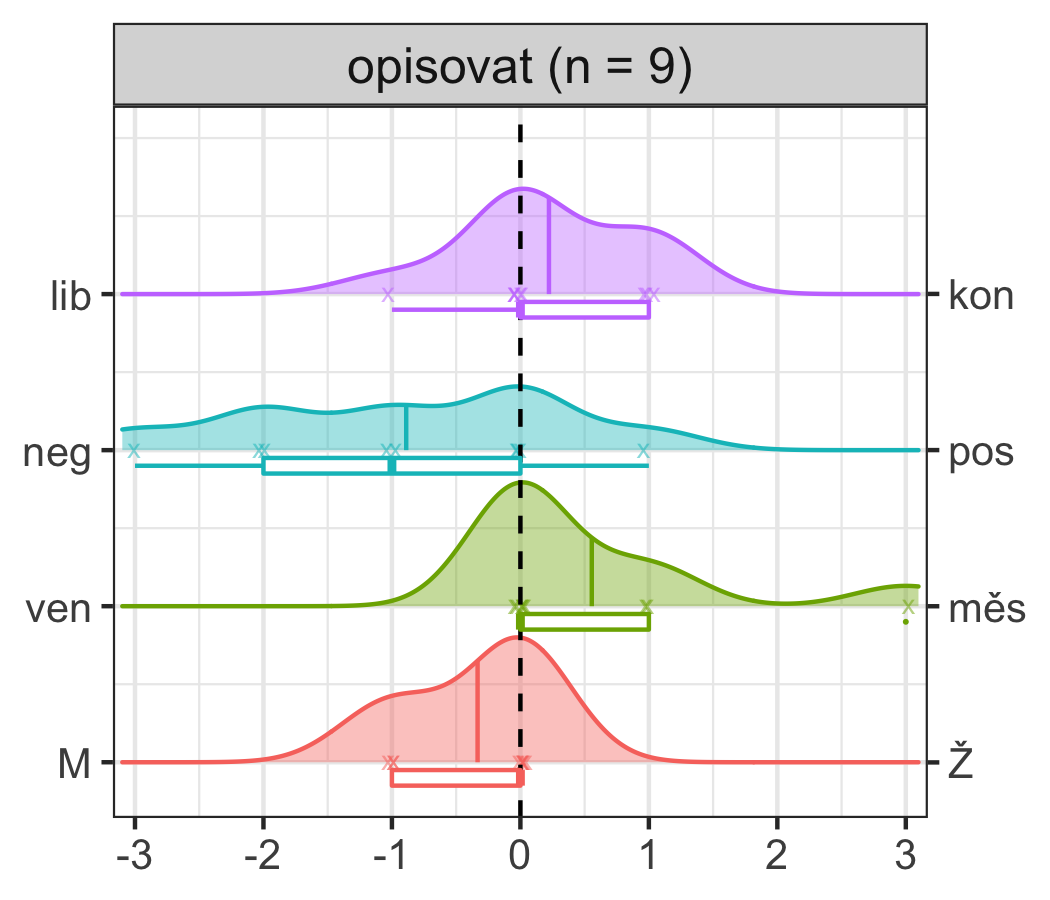 opisovat (n = 9)
lib kon
neg pos
ven měs
M Ž
-3 -2 -1 0 1 2 3